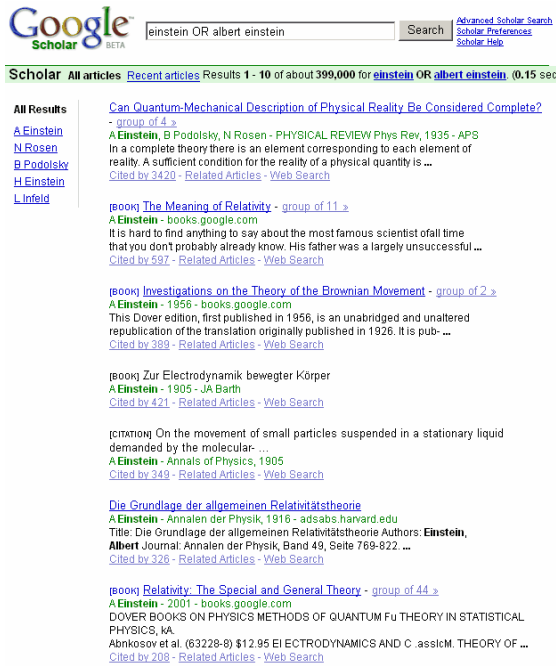 Google
Scholar BETA
einstein OR albert einstein
Search
Advanced Scholar Search
Scholar Preferences
Scholar Help
Scholar All articles Recent articles Results 1 - 10 of about 399,000 for einstein OR albert einstein. (0.15 sec
All Results
A Einstein
N Rosen
B Podolsky
H Einstein
L Infeld
Can Quantum-Mechanical Description of Physical Reality Be Considered Complete?
- group of 4 »
A Einstein, B Podolsky, N Rosen - PHYSICAL REVIEW Phys Rev, 1935 - APS
In a complete theory there is an element corresponding to each element of
reality. A sufficient condition for the reality of a physical quantity is ...
Cited by 3420 - Related Articles - Web Search
[BOOK] The Meaning of Relativity - group of 11 »
A Einstein - books.google.com
It is hard to find anything to say about the most famous scientist ofall time
that you don't probably already know. His father was a largely unsuccessful ...
Cited by 597 - Related Articles - Web Search
[BOOK] Investigations on the Theory of the Brownian Movement - group of 2 »
A Einstein - 1956 - books.google.com
This Dover edition, first published in 1956, is an unabridged and unaltered
republication of the translation originally published in 1926. It is pub- ...
Cited by 389 - Related Articles - Web Search
[BOOK] Zur Electrodynamik bewegter Körper
A Einstein - 1905 - JA Barth
Cited by 421 - Related Articles - Web Search
[CITATION] On the movement of small particles suspended in a stationary liquid
demanded by the molecular- ...
A Einstein - Annals of Physics, 1905
Cited by 349 - Related Articles - Web Search
Die Grundlage der allgemeinen Relativitätstheorie
A Einstein - Annalen der Physik, 1916 - adsabs.harvard.edu
Title: Die Grundlage der allgemeinen Relativitätstheorie Authors: Einstein,
Albert Journal: Annalen der Physik, Band 49, Seite 769-822. ...
Cited by 326 - Related Articles - Web Search
[BOOK] Relativity: The Special and General Theory - group of 44 »
A Einstein - 2001 - books.google.com
DOVER BOOKS ON PHYSICS METHODS OF QUANTUM Fu THEORY IN STATISTICAL
PHYSICS, kA.
Abnkosov et al. (63228-8) $12.95 El ECTRODYNAMICS AND C .asslcM. THEORY OF ...
Cited by 208 - Related Articles - Web Search